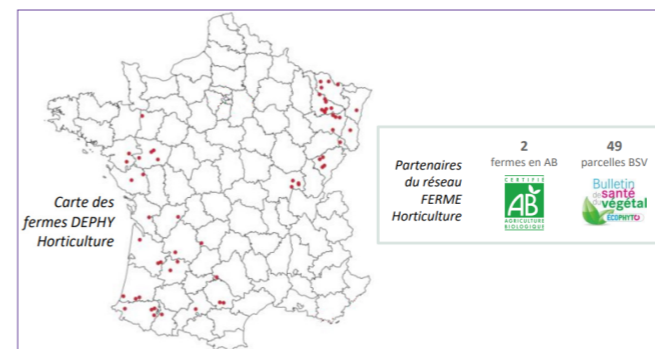 Carte des
fermes DEPHY
Horticulture
Partenaires
du réseau
FERME
Horticulture
2
fermes en AB
CERTIFIÉ
AB
AGRICULTURE
BIOLOGIQUE
49
parcelles BSV
Bulletin
de santé
du végétal
ECOPHYTO